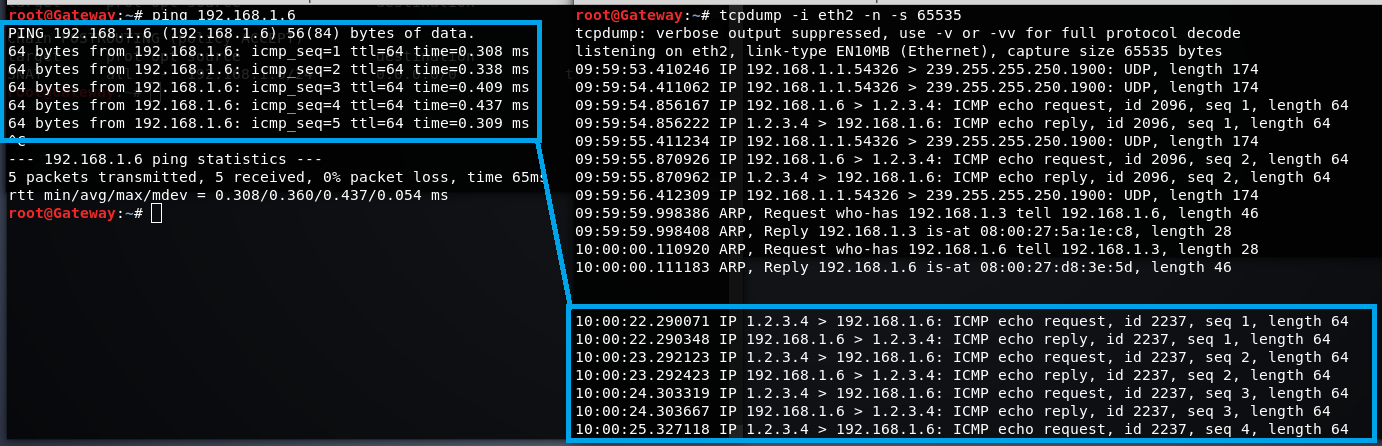 root@Gateway:~# ping 192.168.1.6
PING 192.168.1.6 (192.168.1.6) 56(84) bytes of data.
64 bytes from 192.168.1.6: icmp_seq=1 ttl=64 time=0.308 ms
64 bytes from 192.168.1.6: icmp_seq=2 ttl=64 time=0.338 ms
64 bytes from 192.168.1.6: icmp_seq=3 ttl=64 time=0.409 ms
64 bytes from 192.168.1.6: icmp_seq=4 ttl=64 time=0.437 ms
64 bytes from 192.168.1.6: icmp_seq=5 ttl=64 time=0.309 ms
^C
--- 192.168.1.6 ping statistics ---
5 packets transmitted, 5 received, 0% packet loss, time 65ms
rtt min/avg/max/mdev = 0.308/0.360/0.437/0.054 ms
root@Gateway:~#
root@Gateway:~# tcpdump -i eth2 -n -s 65535
tcpdump: verbose output suppressed, use -v or -vv for full protocol decode
listening on eth2, link-type EN10MB (Ethernet), capture size 65535 bytes
09:59:53.410246 IP 192.168.1.1.54326 > 239.255.255.250.1900: UDP, length 174
09:59:54.411062 IP 192.168.1.1.54326 > 239.255.255.250.1900: UDP, length 174
09:59:54.856167 IP 192.168.1.6 > 1.2.3.4: ICMP echo request, id 2096, seq 1, length 64
09:59:54.856222 IP 1.2.3.4 > 192.168.1.6: ICMP echo reply, id 2096, seq 1, length 64
09:59:55.411234 IP 192.168.1.1.54326 > 239.255.255.250.1900: UDP, length 174
09:59:55.870926 IP 192.168.1.6 > 1.2.3.4: ICMP echo request, id 2096, seq 2, length 64
09:59:55.870962 IP 1.2.3.4 > 192.168.1.6: ICMP echo reply, id 2096, seq 2, length 64
09:59:56.412309 IP 192.168.1.1.54326 > 239.255.255.250.1900: UDP, length 174
09:59:59.998386 ARP, Request who-has 192.168.1.3 tell 192.168.1.6, length 46
09:59:59.998408 ARP, Reply 192.168.1.3 is-at 08:00:27:5a:1e:c8, length 28
10:00:00.110920 ARP, Request who-has 192.168.1.6 tell 192.168.1.3, length 28
10:00:00.111183 ARP, Reply 192.168.1.6 is-at 08:00:27:d8:3e:5d, length 46
10:00:22.290071 IP 1.2.3.4 > 192.168.1.6: ICMP echo request, id 2237, seq 1, length 64
10:00:22.290348 IP 192.168.1.6 > 1.2.3.4: ICMP echo reply, id 2237, seq 1, length 64
10:00:23.292123 IP 1.2.3.4 > 192.168.1.6: ICMP echo request, id 2237, seq 2, length 64
10:00:23.292423 IP 192.168.1.6 > 1.2.3.4: ICMP echo reply, id 2237, seq 2, length 64
10:00:24.303319 IP 1.2.3.4 > 192.168.1.6: ICMP echo request, id 2237, seq 3, length 64
10:00:24.303667 IP 192.168.1.6 > 1.2.3.4: ICMP echo reply, id 2237, seq 3, length 64
10:00:25.327118 IP 1.2.3.4 > 192.168.1.6: ICMP echo request, id 2237, seq 4, length 64